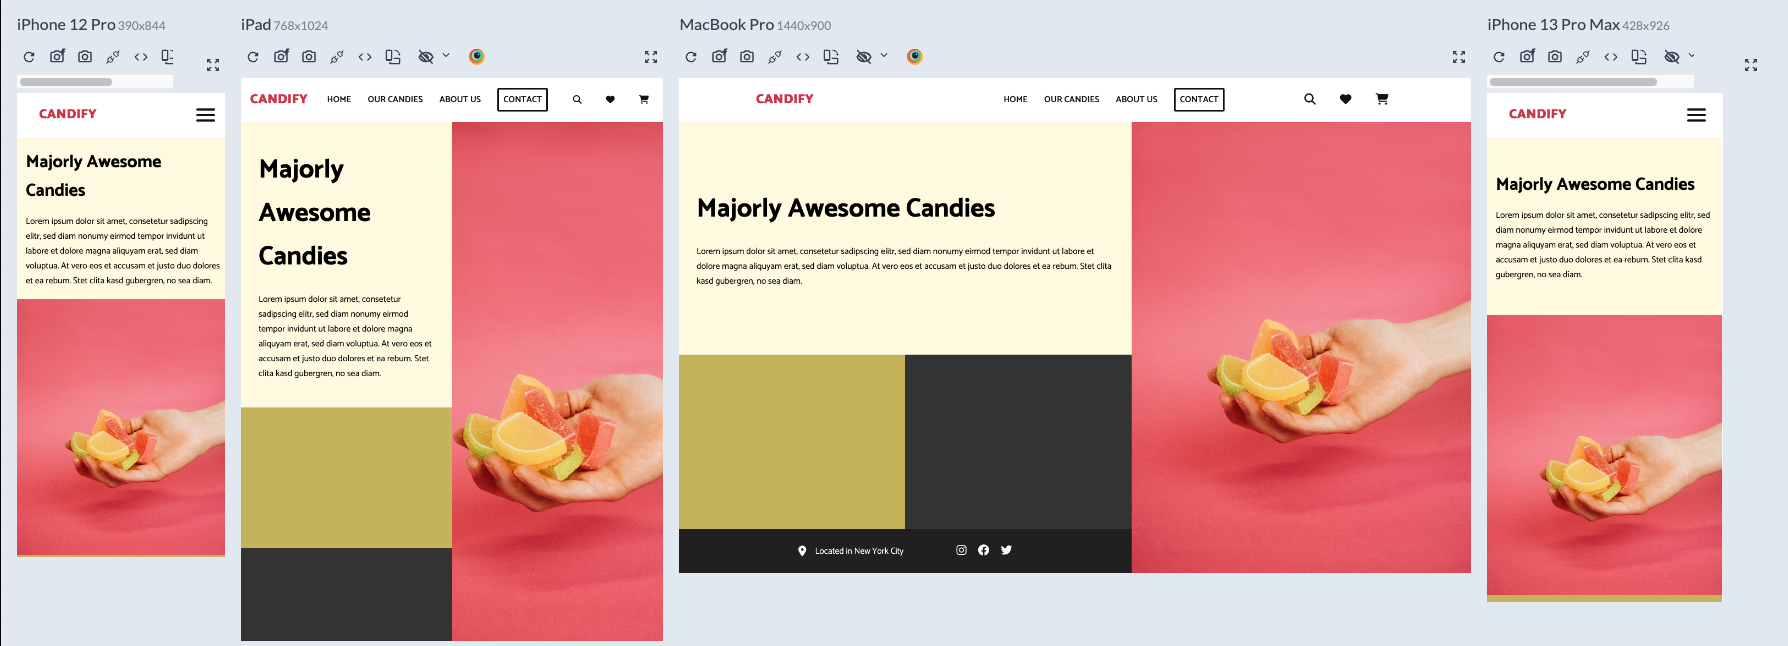 iPhone 12 Pro 390x844
CANDIFY
Majorly Awesome
Candies
Lorem ipsum dolor sit amet, consetetur sadipscing
elitr, sed diam nonumy eirmod tempor invidunt ut
labore et dolore magna aliquyam erat, sed diam
voluptua. At vero eos et accusam et justo duo dolores
et ea rebum. Stet clita kasd gubergren, no sea diam.
iPad 768x1024
CANDIFY HOME OUR CANDIES ABOUT US CONTACT
Majorly
Awesome
Candies
Lorem ipsum dolor sit amet, consetetur
sadipscing elitr, sed diam nonumy eirmod
tempor invidunt ut labore et dolore magna
aliquyam erat, sed diam voluptua. At vero eos et
accusam et justo duo dolores et ea rebum. Stet
clita kasd gubergren, no sea diam.
MacBook Pro 1440x900
CANDIFY HOME OUR CANDIES ABOUT US CONTACT
Majorly Awesome Candies
Lorem ipsum dolor sit amet, consetetur sadipscing elitr, sed diam nonumy eirmod tempor invidunt ut labore et
dolore magna aliquyam erat, sed diam voluptua. At vero eos et accusam et justo duo dolores et ea rebum. Stet clita
kasd gubergren, no sea diam.
Located in New York City
iPhone 13 Pro Max 428x926
CANDIFY
Majorly Awesome Candies
Lorem ipsum dolor sit amet, consetetur sadipscing elitr, sed
diam nonumy eirmod tempor invidunt ut labore et dolore
magna aliquyam erat, sed diam voluptua. At vero eos et
accusam et justo duo dolores et ea rebum. Stet clita kasd
gubergren, no sea diam.